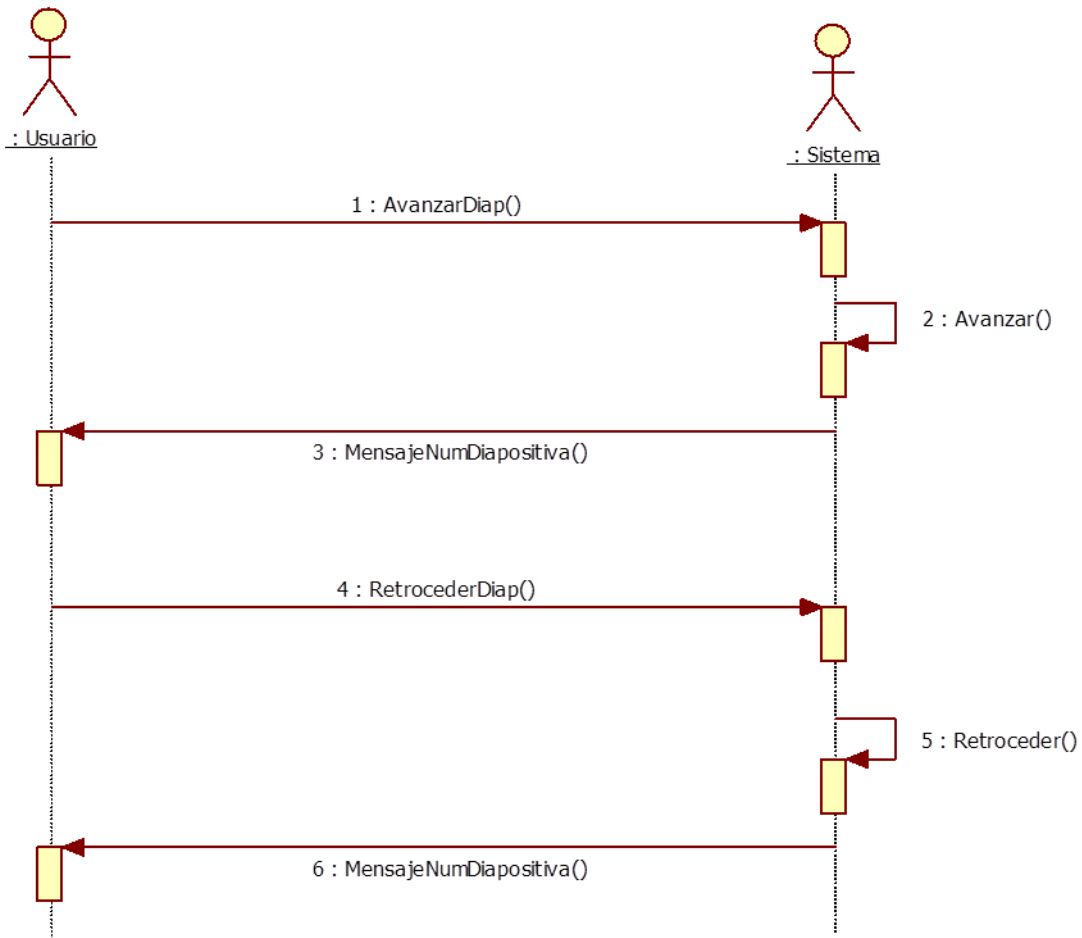 : Usuario
: Sistema
1 : AvanzarDiap()
2 : Avanzar()
3 : MensajeNumDiapositiva()
4 : RetrocederDiap()
5 : Retroceder()
6 : MensajeNumDiapositiva()